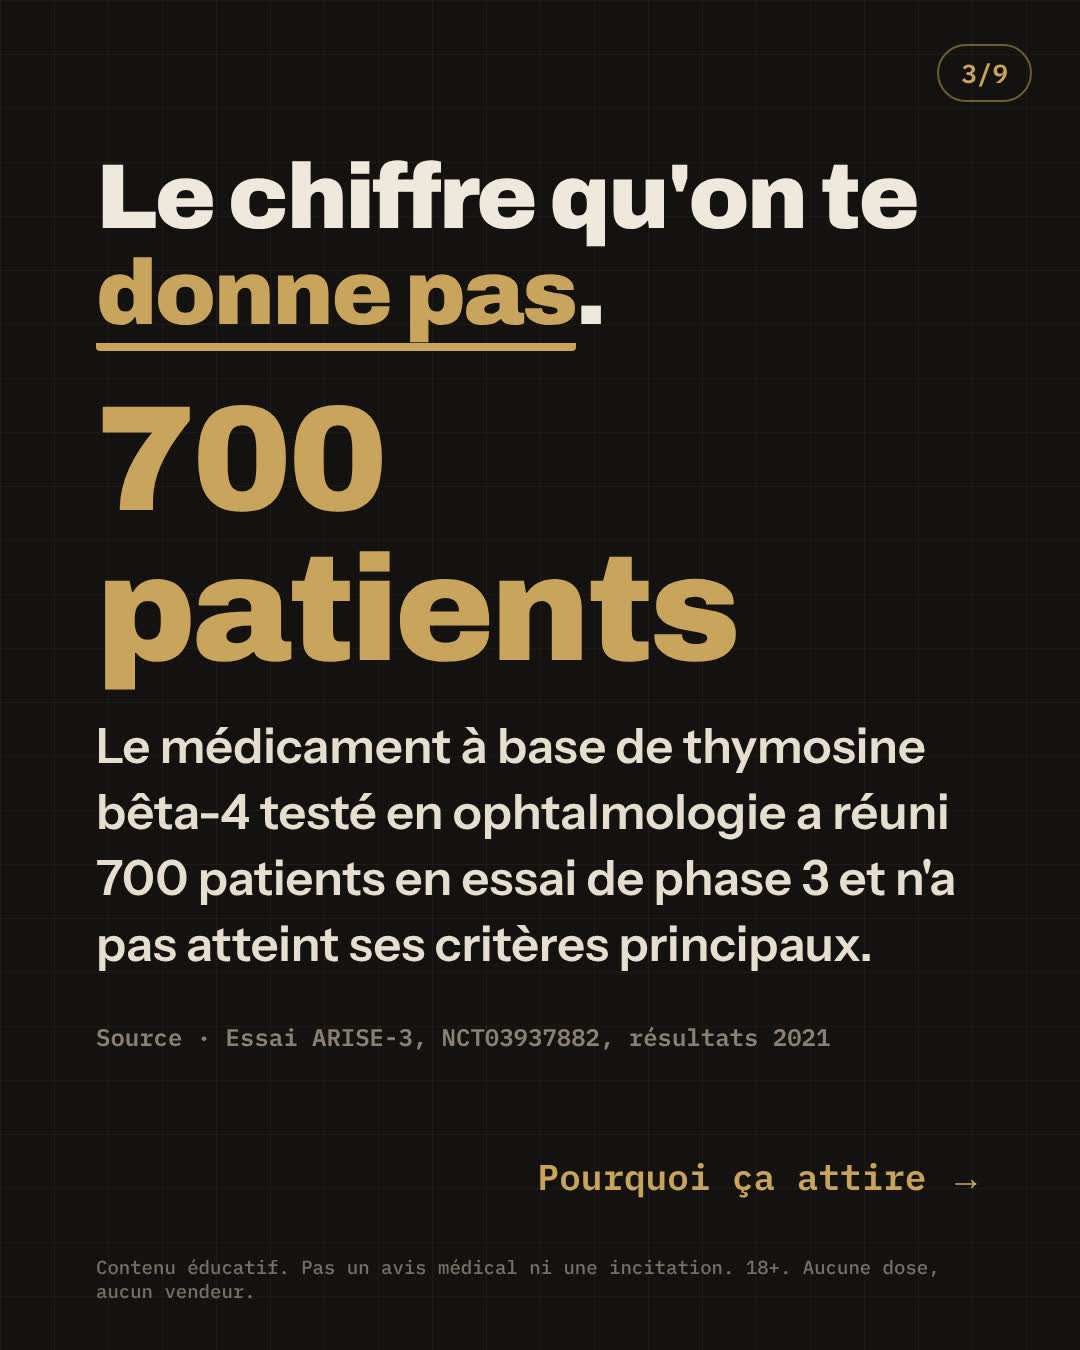 3/9
Le chiffre qu'on te
donne pas.
700
patients
Le médicament à base de thymosine
bêta-4 testé en ophtalmologie a réuni
700 patients en essai de phase 3 et n'a
pas atteint ses critères principaux.
Source · Essai ARISE-3, NCT03937882, résultats 2021
Pourquoi ça attire →
Contenu éducatif. Pas un avis médical ni une incitation. 18+. Aucune dose,
aucun vendeur.